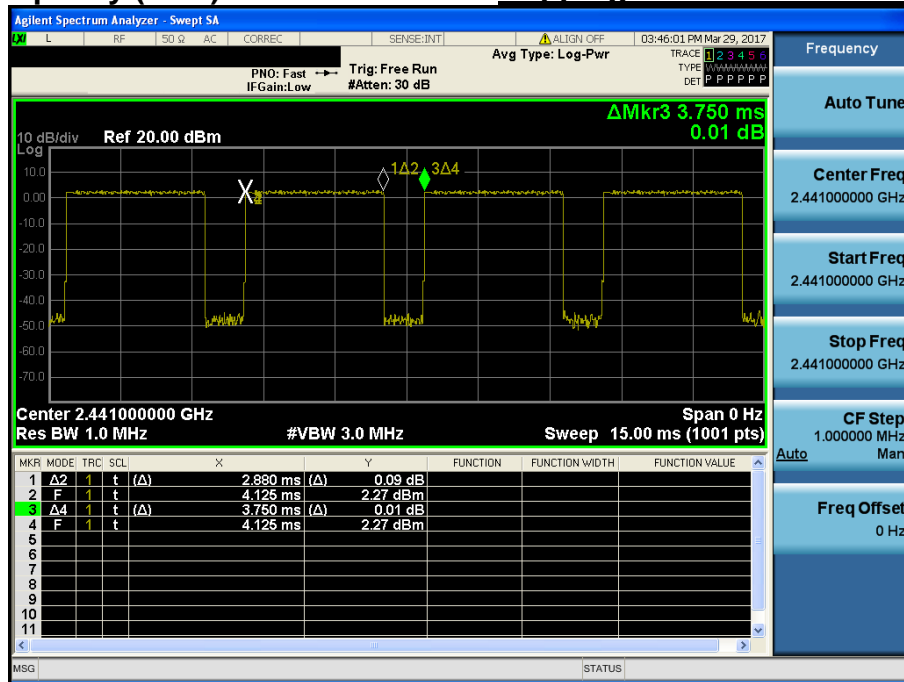 Agilent Spectrum Analyzer - Swept SA
LXI L RF 50 Ω AC CORREC SENSE:INT ALIGN OFF 03:46:01 PM Mar 29, 2017
PNO: Fast IFGain:Low Trig: Free Run #Atten: 30 dB Avg Type: Log-Pwr
TRACE 1 2 3 4 5 6
TYPE WWWWWW
DET P P P P P P
ΔMkr3 3.750 ms
0.01 dB
10 dB/div Ref 20.00 dBm
Log
10.0
0.00
-10.0
-20.0
-30.0
-40.0
-50.0
-60.0
-70.0
X
1Δ2 3Δ4
Center 2.441000000 GHz Span 0 Hz
Res BW 1.0 MHz #VBW 3.0 MHz Sweep 15.00 ms (1001 pts)
MKR MODE TRC SCL X Y FUNCTION FUNCTION WIDTH FUNCTION VALUE
1 Δ2 1 t (Δ) 2.880 ms (Δ) 0.09 dB
2 F 1 t 4.125 ms 2.27 dBm
3 Δ4 1 t (Δ) 3.750 ms (Δ) 0.01 dB
4 F 1 t 4.125 ms 2.27 dBm
5
6
7
8
9
10
11
MSG STATUS
Frequency
Auto Tune
Center Freq
2.441000000 GHz
Start Freq
2.441000000 GHz
Stop Freq
2.441000000 GHz
CF Step
1.000000 MHz
Auto Man
Freq Offset
0 Hz